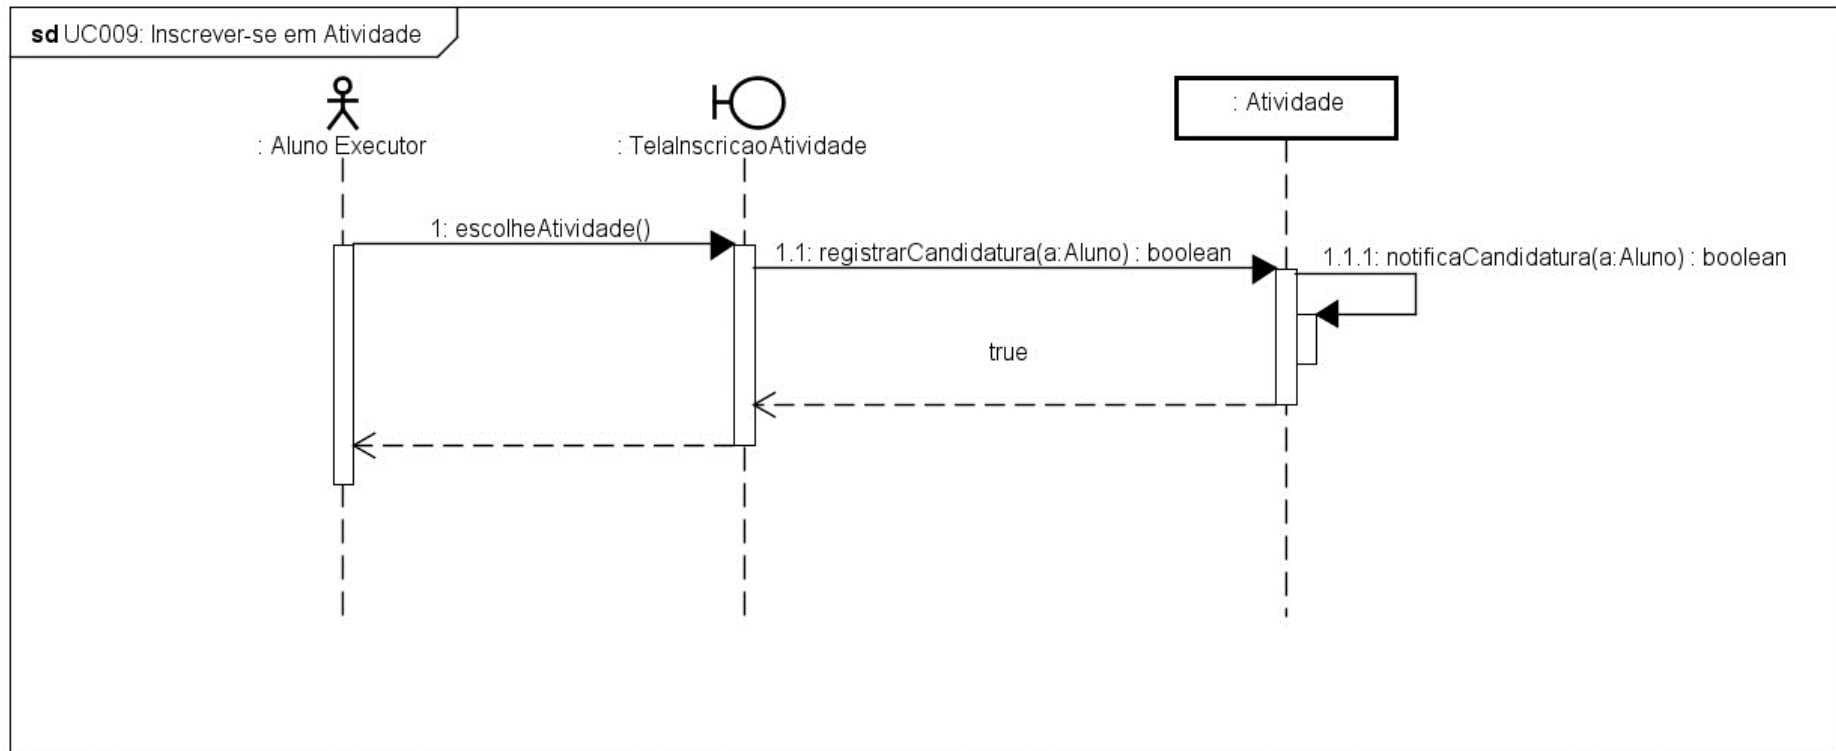 sd UC009: Inscrever-se em Atividade
: Aluno Executor
: TelaInscricaoAtividade
: Atividade
1: escolheAtividade()
1.1: registrarCandidatura(a:Aluno) : boolean
1.1.1: notificaCandidatura(a:Aluno) : boolean
true